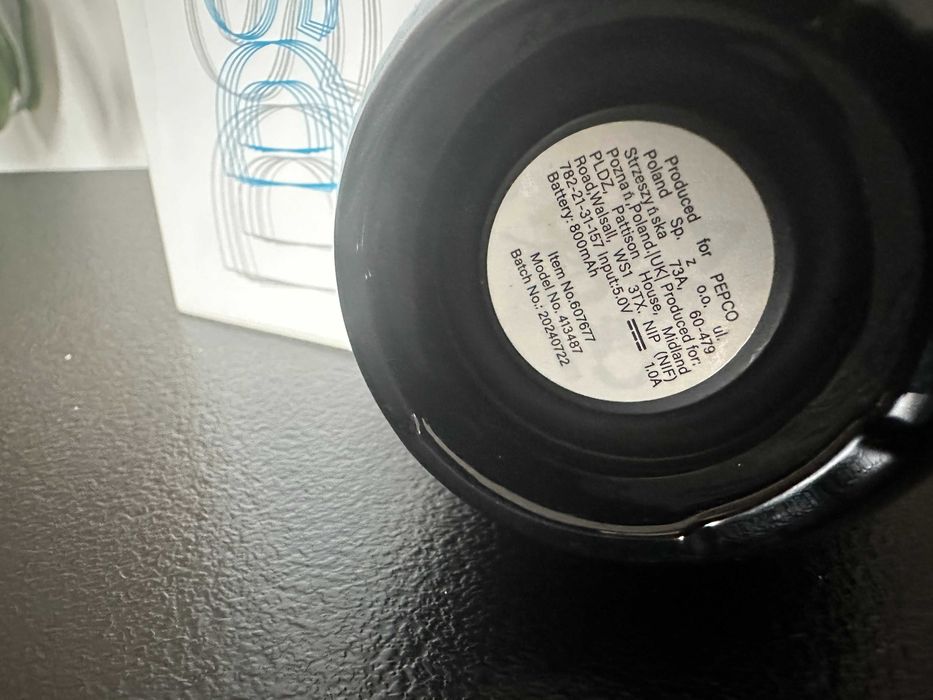 Produced for PEPCO
Poland Sp. z o.o. ul.
Strzeszyńska 73A, 60-479
Poznań,Poland.|UK| Produced for:
PLDZ, Pattison House, Midland
Road,Walsall, WS1 3TX. NIP (NIF)
782-21-31-157 Input:5.0V 1.0A
Battery: 800mAh
Item No.607677
Model No. 413487
Batch No.: 20240722